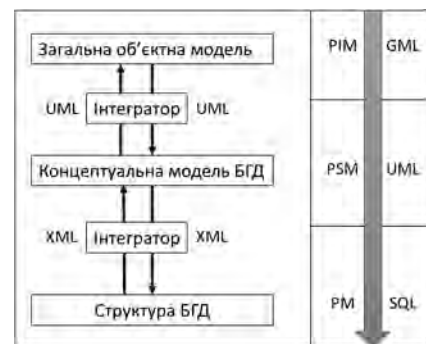 Загальна об’єктна модель PIM GML
UML Інтегратор UML
Концептуальна модель БГД PSM UML
XML Інтегратор XML
Структура БГД PM SQL